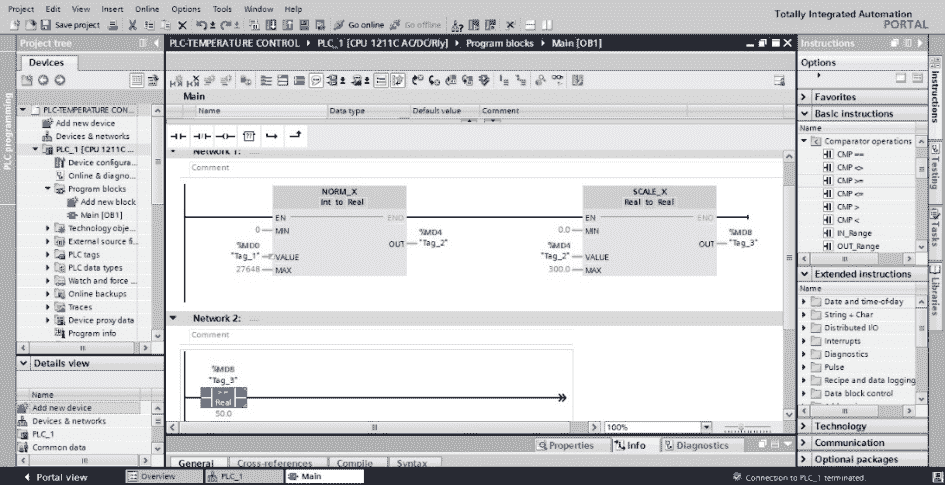 Project Edit View Insert Online Options Tools Window Help
Totally Integrated Automation
PORTAL
Save project
Go online
Go offline
Project tree
PLC-TEMPERATURE CONTROL PLC_1 [CPU 1211C AC/DC/Rly] Program blocks Main [OB1]
Instructions
Devices
Options
PLC programming
Main
Name Data type Default value Comment
PLC-TEMPERATURE CON...
Add new device
Devices & networks
PLC_1 [CPU 1211C ...
Device configura...
Online & diagno...
Program blocks
Add new block
Main [OB1]
Technology obje...
External source fi...
PLC tags
PLC data types
Watch and force ...
Online backups
Traces
Device proxy data
Program info
Details view
Name
Add new device
Devices & networks
PLC_1
Common data
Network 1: ....
Comment
NORM_X
Int to Real
EN ENO
0 MIN
%MD4
"Tag_2"
OUT
%MD0
"Tag_1" VALUE
27648 MAX
SCALE_X
Real to Real
EN ENO
0.0 MIN
%MD8
"Tag_3"
OUT
%MD4
"Tag_2" VALUE
300.0 MAX
Network 2: ....
Comment
%MD8
"Tag_3"
>=
Real
50.0
100%
Properties Info Diagnostics
General Cross-references Compile Syntax
Favorites
Basic instructions
Name
Comparator operations
CMP ==
CMP <>
CMP >=
CMP <=
CMP >
CMP <
IN_Range
OUT_Range
Extended instructions
Name
Date and time-of-day
String + Char
Distributed I/O
Interrupts
Diagnostics
Pulse
Recipe and data logging
Data block control
Technology
Communication
Optional packages
Instructions
Testing
Tasks
Libraries
Portal view
Overview
PLC_1
Main
Connection to PLC_1 terminated.